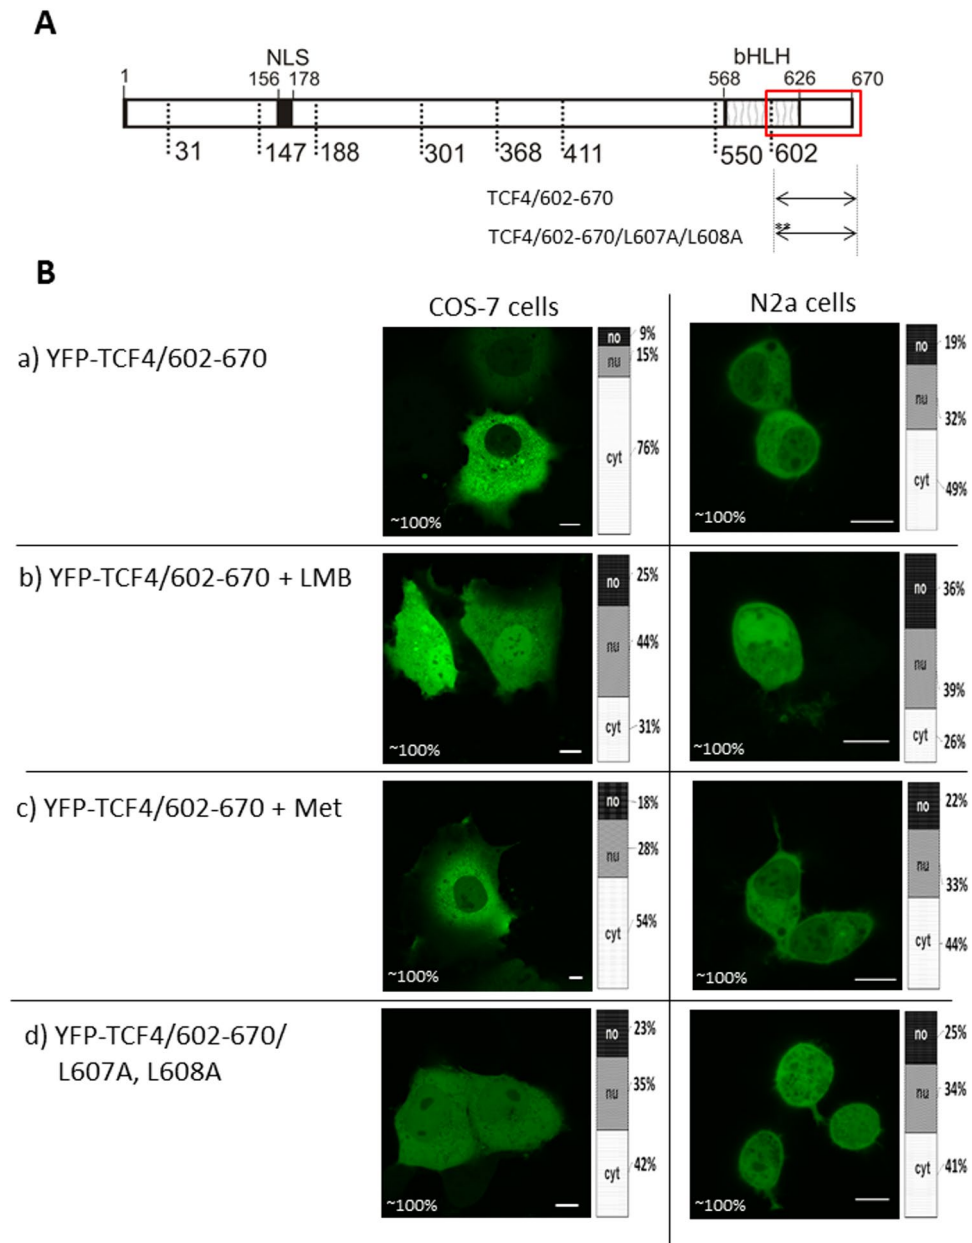 A
NLS
bHLH
1
156
178
568
626
670
31
147
188
301
368
411
550
602
TCF4/602-670
**
TCF4/602-670/L607A/L608A
B
COS-7 cells
N2a cells
a) YFP-TCF4/602-670
no
9%
nu
15%
cyt
76%
~100%
no
19%
nu
32%
cyt
49%
~100%
b) YFP-TCF4/602-670 + LMB
no
25%
nu
44%
cyt
31%
~100%
no
36%
nu
39%
cyt
26%
~100%
c) YFP-TCF4/602-670 + Met
no
18%
nu
28%
cyt
54%
~100%
no
22%
nu
33%
cyt
44%
~100%
d) YFP-TCF4/602-670/
L607A, L608A
no
23%
nu
35%
cyt
42%
~100%
no
25%
nu
34%
cyt
41%
~100%